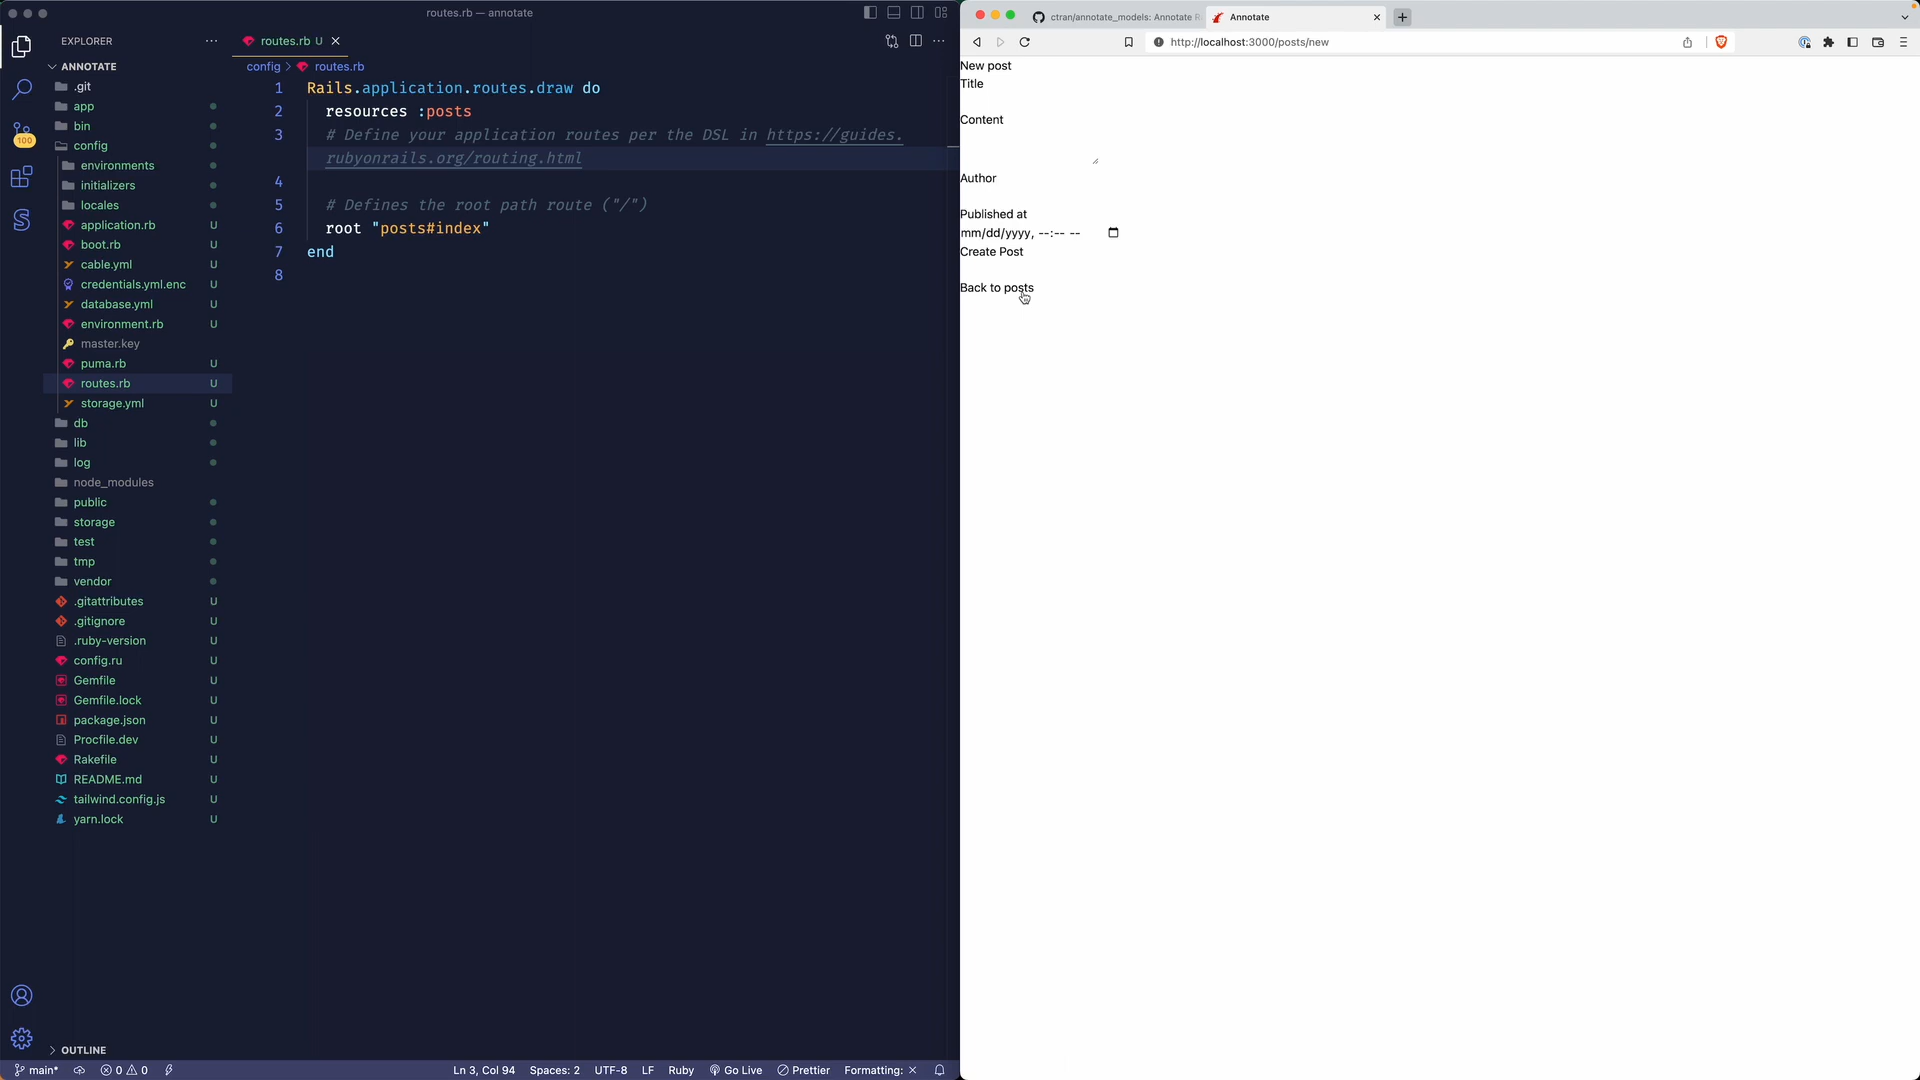 routes.rb — annotate
EXPLORER
ANNOTATE
.git
app
bin
config
environments
initializers
locales
application.rb U
boot.rb U
cable.yml U
credentials.yml.enc U
database.yml U
environment.rb U
master.key
puma.rb U
routes.rb U
storage.yml U
db
lib
log
node_modules
public
storage
test
tmp
vendor
.gitattributes U
.gitignore U
.ruby-version U
config.ru U
Gemfile U
Gemfile.lock U
package.json U
Procfile.dev U
Rakefile U
README.md U
tailwind.config.js U
yarn.lock U
OUTLINE
100
routes.rb U
config > routes.rb
1 Rails.application.routes.draw do
2 resources :posts
3 # Define your application routes per the DSL in https://guides.
rubyonrails.org/routing.html
4
5 # Defines the root path route ("/")
6 root "posts#index"
7 end
8
main* 0 0 Ln 3, Col 94 Spaces: 2 UTF-8 LF Ruby Go Live Prettier Formatting: ×
ctran/annotate_models: Annotate R
Annotate
http://localhost:3000/posts/new
New post
Title
Content
Author
Published at
mm/dd/yyyy, --:-- --
Create Post
Back to posts